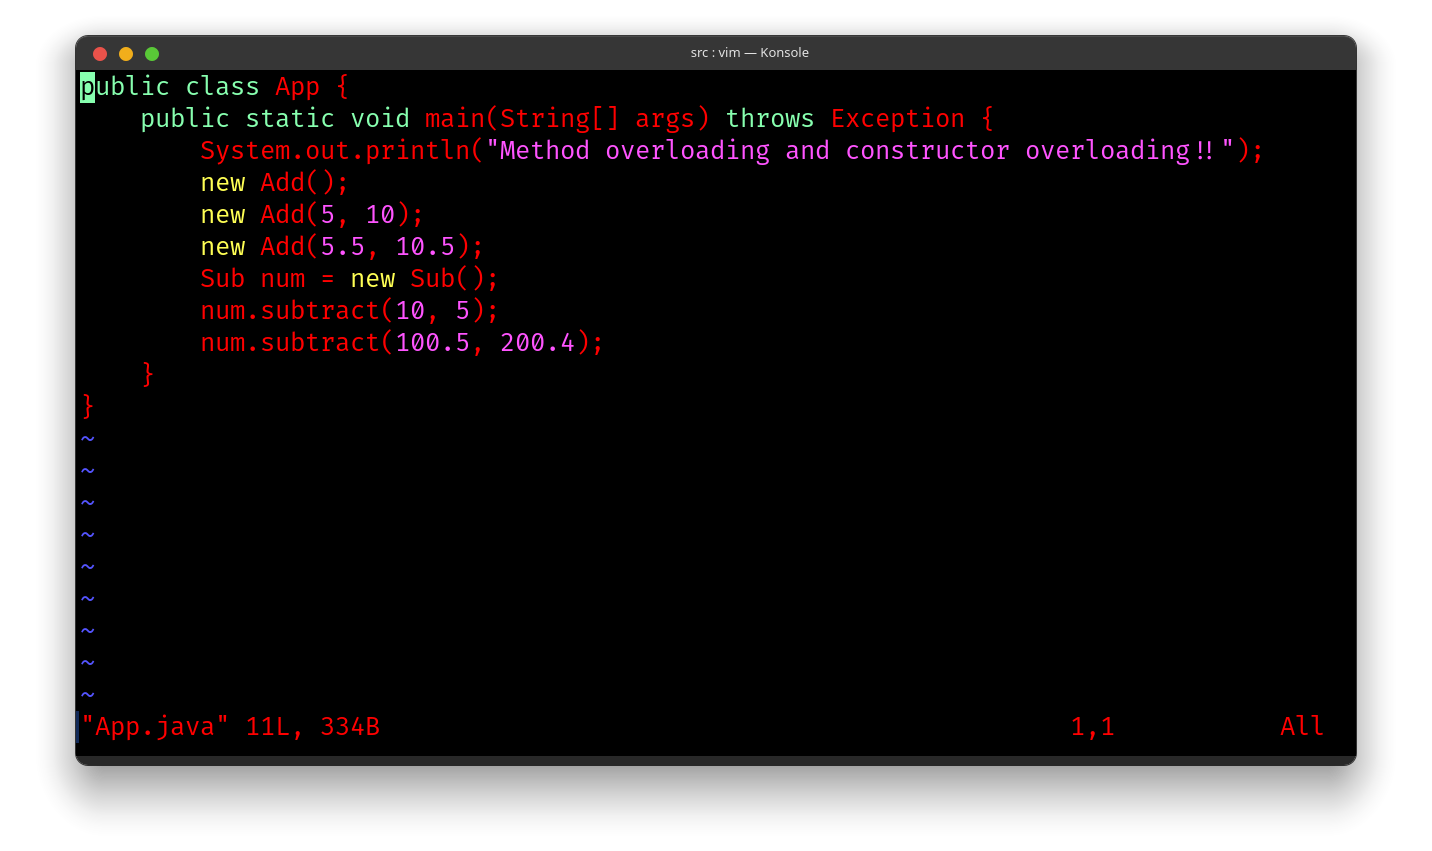 src : vim — Konsole
public class App {
    public static void main(String[] args) throws Exception {
        System.out.println("Method overloading and constructor overloading!!");
        new Add();
        new Add(5, 10);
        new Add(5.5, 10.5);
        Sub num = new Sub();
        num.subtract(10, 5);
        num.subtract(100.5, 200.4);
    }
}
~
~
~
~
~
~
~
~
~
"App.java" 11L, 334B 1,1 All